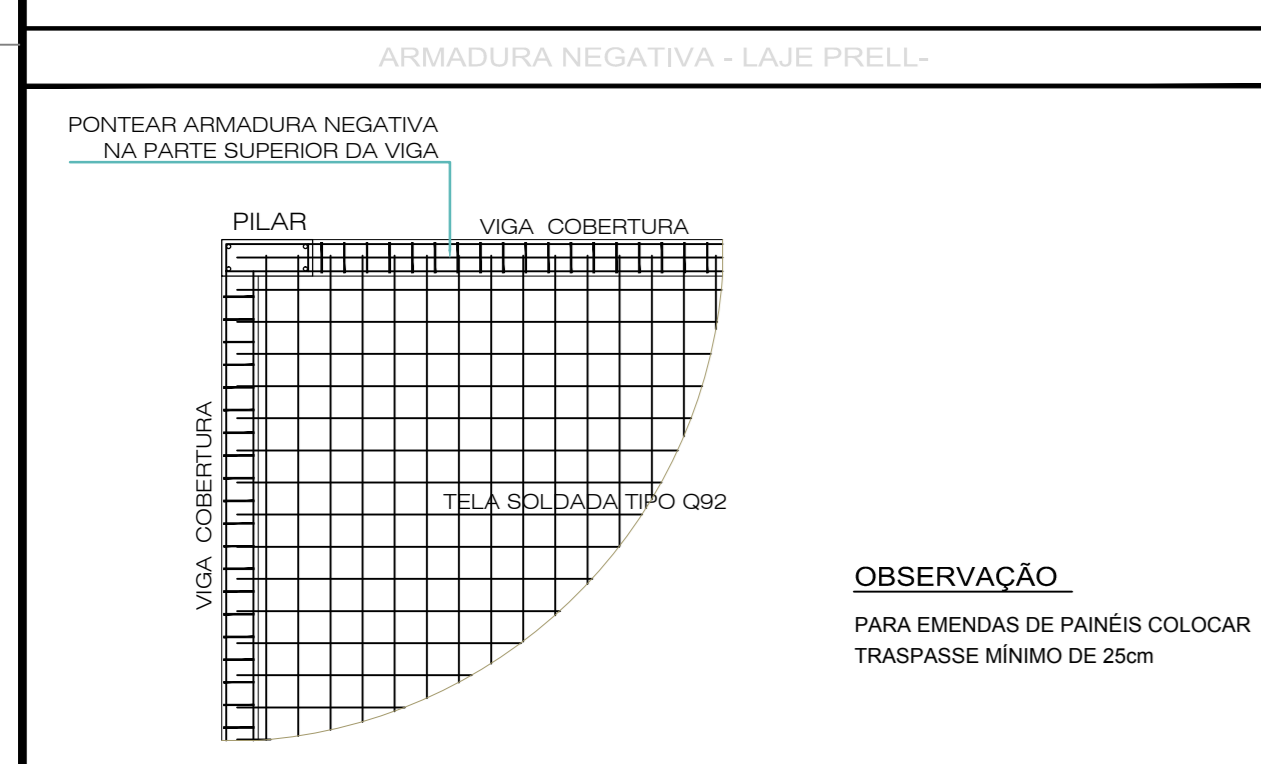 ARMADURA NEGATIVA - LAJE PRELL-
PONTEAR ARMADURA NEGATIVA
NA PARTE SUPERIOR DA VIGA
PILAR
VIGA COBERTURA
VIGA COBERTURA
TELA SOLDADA TIPO Q92
OBSERVAÇÃO
PARA EMENDAS DE PAINÉIS COLOCAR
TRASPASSE MÍNIMO DE 25cm